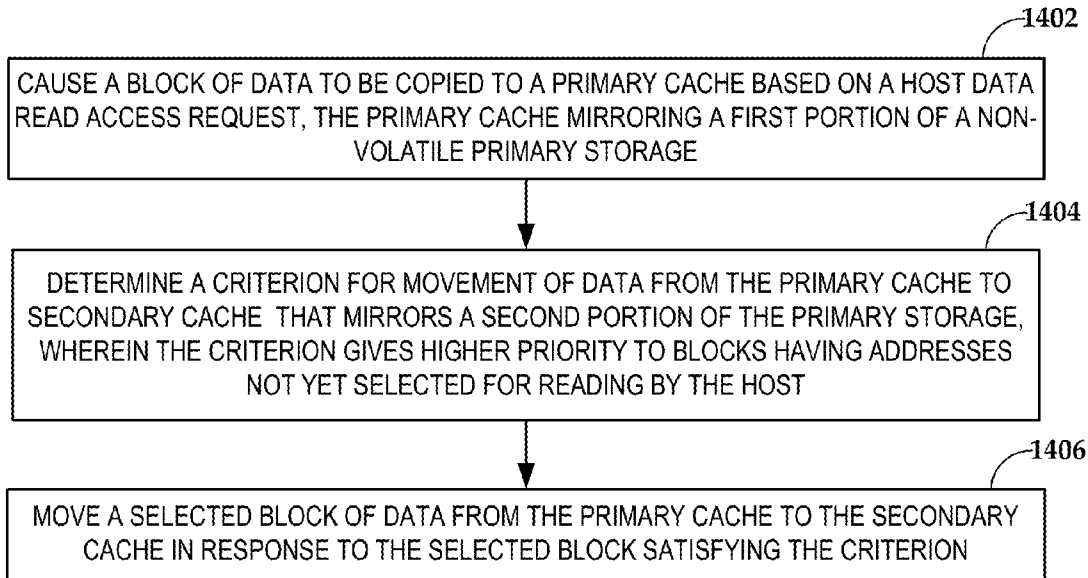 1402
CAUSE A BLOCK OF DATA TO BE COPIED TO A PRIMARY CACHE BASED ON A HOST DATA
READ ACCESS REQUEST, THE PRIMARY CACHE MIRRORING A FIRST PORTION OF A NON-
VOLATILE PRIMARY STORAGE
1404
DETERMINE A CRITERION FOR MOVEMENT OF DATA FROM THE PRIMARY CACHE TO
SECONDARY CACHE THAT MIRRORS A SECOND PORTION OF THE PRIMARY STORAGE,
WHEREIN THE CRITERION GIVES HIGHER PRIORITY TO BLOCKS HAVING ADDRESSES
NOT YET SELECTED FOR READING BY THE HOST
1406
MOVE A SELECTED BLOCK OF DATA FROM THE PRIMARY CACHE TO THE SECONDARY
CACHE IN RESPONSE TO THE SELECTED BLOCK SATISFYING THE CRITERION